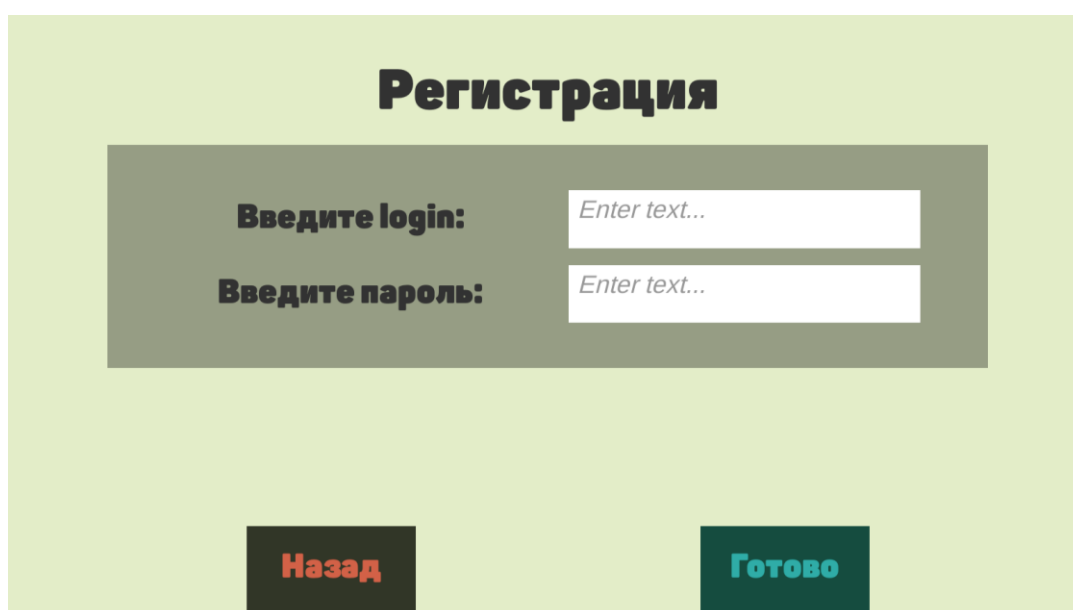 Регистрация
Введите login:
Enter text...
Введите пароль:
Enter text...
Назад
Готово